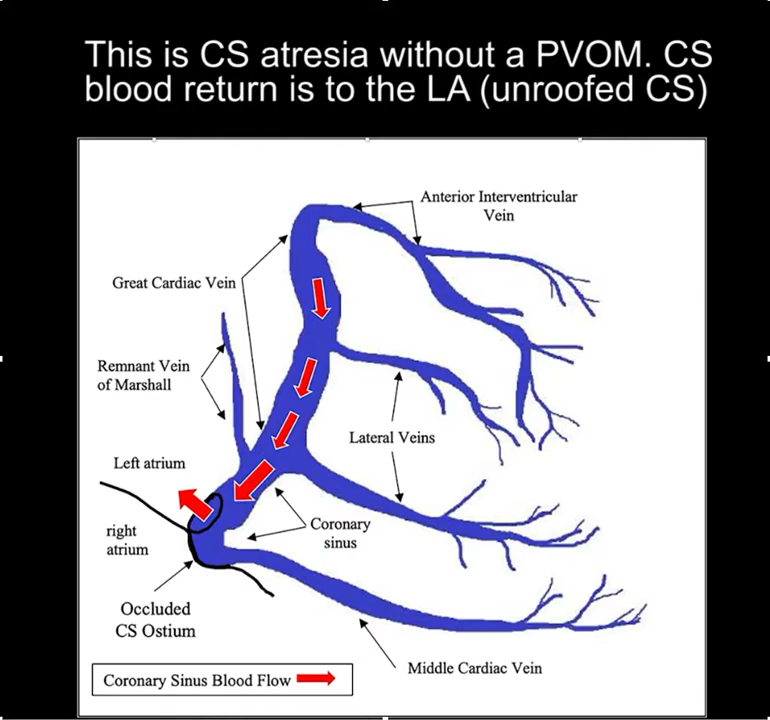 This is CS atresia without a PVOM. CS
blood return is to the LA (unroofed CS)
Anterior Interventricular
Vein
Great Cardiac Vein
Remnant Vein
of Marshall
Lateral Veins
Left atrium
Coronary
sinus
right
atrium
Occluded
CS Ostium
Middle Cardiac Vein
Coronary Sinus Blood Flow